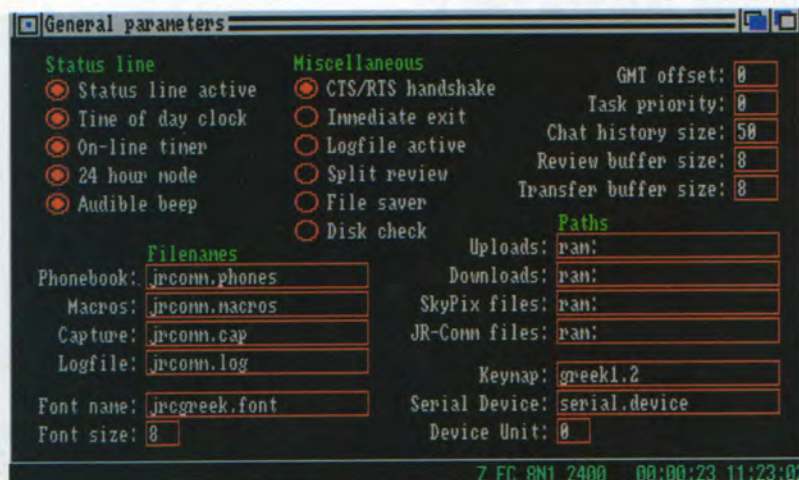 General parameters
Status line
Status line active
Time of day clock
On-line timer
24 hour mode
Audible beep
Miscellaneous
CTS/RTS handshake
Immediate exit
Logfile active
Split review
File saver
Disk check
GMT offset: 0
Task priority: 0
Chat history size: 50
Review buffer size: 8
Transfer buffer size: 8
Filenames
Phonebook: jrcomm.phones
Macros: jrcomm.macros
Capture: jrcomm.cap
Logfile: jrcomm.log
Font name: jrcgreek.font
Font size: 8
Paths
Uploads: ram:
Downloads: ram:
SkyPix files: ram:
JR-Comm files: ram:
Keymap: greek1.2
Serial Device: serial.device
Device Unit: 0
Z FC 8N1 2400 00:00:23 11:23:02